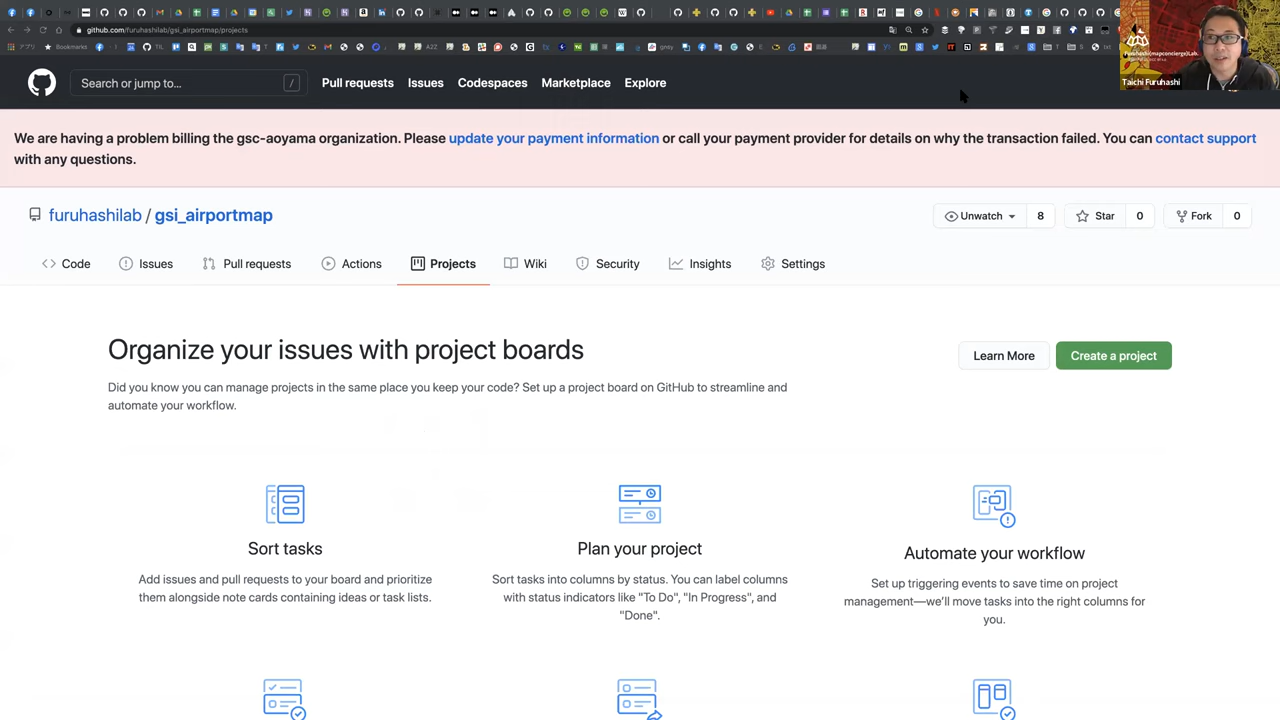 github.com/furuhashilab/gsi_airportmap/projects
アプリ
Bookmarks
TIL
A2Z
Furuhashi(mapconcierge)Lab.
Taichi Furuhashi
Search or jump to…
/
Pull requests
Issues
Codespaces
Marketplace
Explore
We are having a problem billing the gsc-aoyama organization. Please update your payment information or call your payment provider for details on why the transaction failed. You can contact support
with any questions.
furuhashilab / gsi_airportmap
Unwatch 8
Star 0
Fork 0
Code
Issues
Pull requests
Actions
Projects
Wiki
Security
Insights
Settings
Organize your issues with project boards
Learn More
Create a project
Did you know you can manage projects in the same place you keep your code? Set up a project board on GitHub to streamline and
automate your workflow.
Sort tasks
Add issues and pull requests to your board and prioritize
them alongside note cards containing ideas or task lists.
Plan your project
Sort tasks into columns by status. You can label columns
with status indicators like "To Do", "In Progress", and
"Done".
Automate your workflow
Set up triggering events to save time on project
management—we'll move tasks into the right columns for
you.